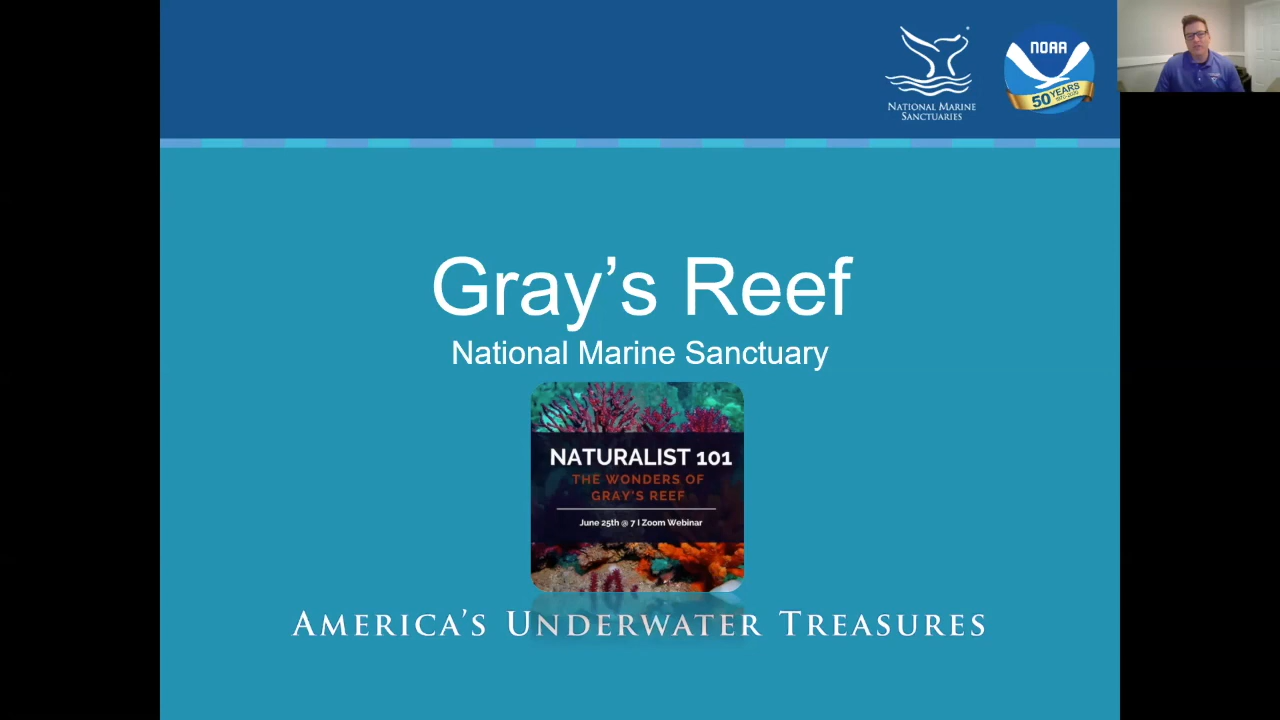 NATIONAL MARINE
SANCTUARIES
NOAA
50 YEARS
Gray’s Reef
National Marine Sanctuary
NATURALIST 101
THE WONDERS OF
GRAY'S REEF
June 25th @ 7 I Zoom Webinar
AMERICA’S UNDERWATER TREASURES